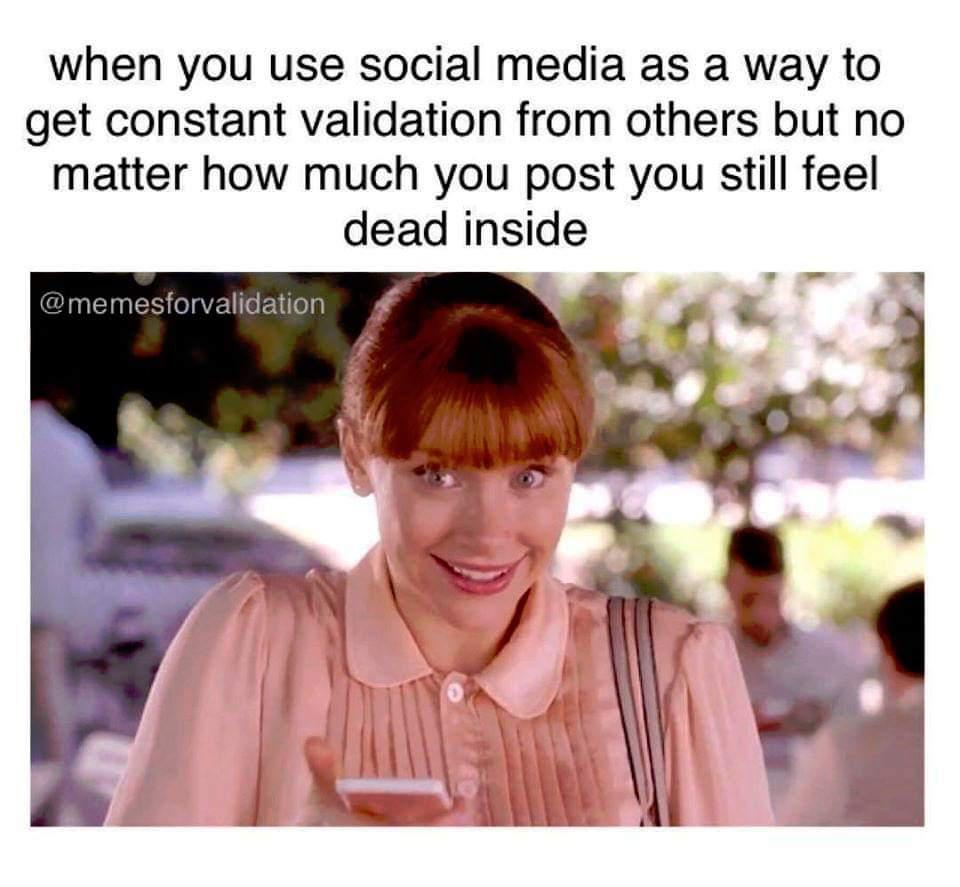 when you use social media as a way to
get constant validation from others but no
matter how much you post you still feel
dead inside
@memesforvalidation